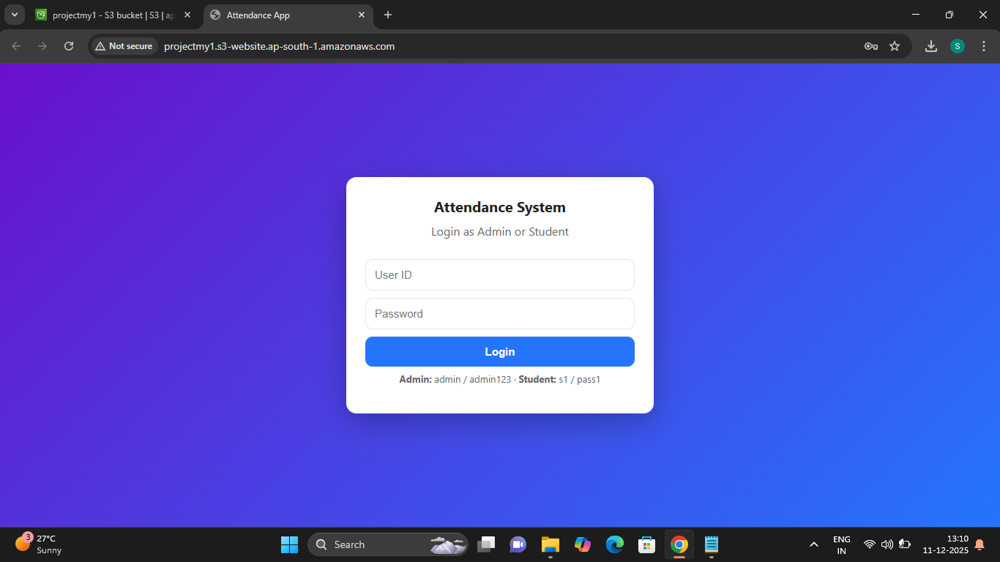 projectmy1 - S3 bucket | S3 | ap
Attendance App
Not secure
projectmy1.s3-website.ap-south-1.amazonaws.com
S
Attendance System
Login as Admin or Student
User ID
Password
Login
Admin: admin / admin123 · Student: s1 / pass1
3
27°C
Sunny
Search
ENG
IN
13:10
11-12-2025